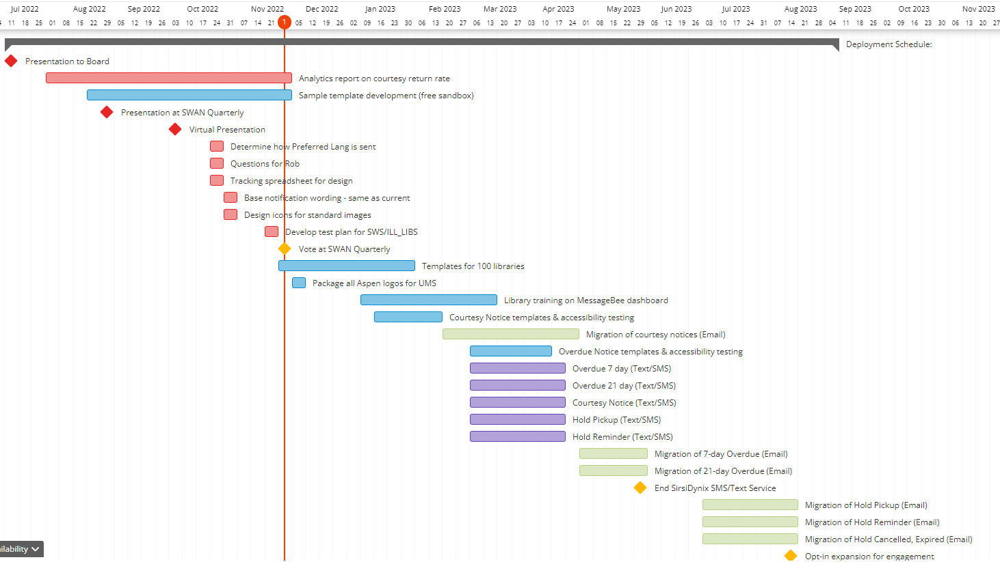 Jul 2022 Aug 2022 Sep 2022 Oct 2022 Nov 2022 Dec 2022 Jan 2023 Feb 2023 Mar 2023 Apr 2023 May 2023 Jun 2023 Jul 2023 Aug 2023 Sep 2023 Oct 2023 Nov 2023
11 18 25 01 08 15 22 29 05 12 19 26 03 10 17 24 31 07 14 21 1 05 12 19 26 02 09 16 23 30 06 13 20 27 06 13 20 27 03 10 17 24 01 08 15 22 29 05 12 19 26 03 10 17 24 31 07 14 21 28 04 11 18 25 02 09 16 23 30 06 13 20 27
Deployment Schedule:
Presentation to Board
Analytics report on courtesy return rate
Sample template development (free sandbox)
Presentation at SWAN Quarterly
Virtual Presentation
Determine how Preferred Lang is sent
Questions for Rob
Tracking spreadsheet for design
Base notification wording - same as current
Design icons for standard images
Develop test plan for SWS/ILL_LIBS
Vote at SWAN Quarterly
Templates for 100 libraries
Package all Aspen logos for UMS
Library training on MessageBee dashboard
Courtesy Notice templates & accessibility testing
Migration of courtesy notices (Email)
Overdue Notice templates & accessibility testing
Overdue 7 day (Text/SMS)
Overdue 21 day (Text/SMS)
Courtesy Notice (Text/SMS)
Hold Pickup (Text/SMS)
Hold Reminder (Text/SMS)
Migration of 7-day Overdue (Email)
Migration of 21-day Overdue (Email)
End SirsiDynix SMS/Text Service
Migration of Hold Pickup (Email)
Migration of Hold Reminder (Email)
Migration of Hold Cancelled, Expired (Email)
ilability
Opt-in expansion for engagement